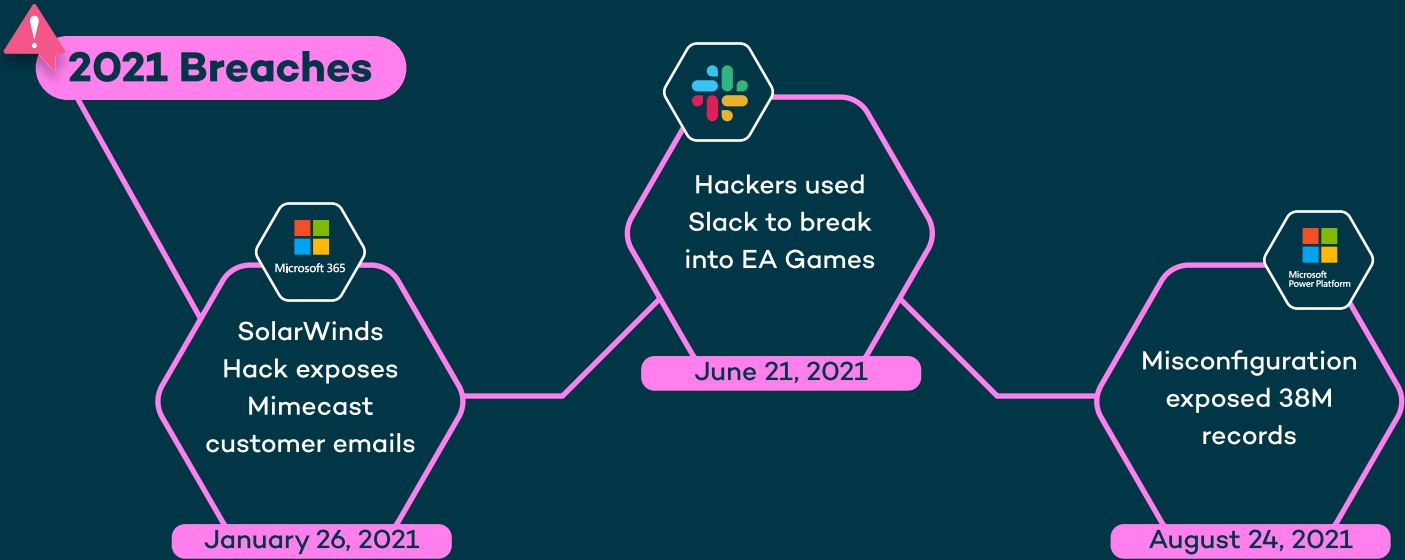 2021 Breaches
Microsoft 365
SolarWinds
Hack exposes
Mimecast
customer emails
January 26, 2021
Hackers used
Slack to break
into EA Games
June 21, 2021
Microsoft
Power Platform
Misconfiguration
exposed 38M
records
August 24, 2021